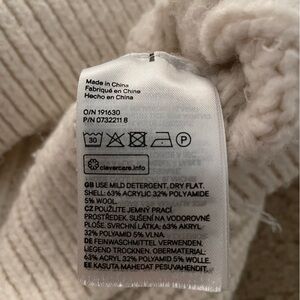 Made in China
Fabriqué en Chine
Hecho en China
O/N 191630
P/N 0732211 8
30
P
clevercare.info
GB USE MILD DETERGENT. DRY FLAT.
SHELL: 63% ACRYLIC 32% POLYAMIDE
5% WOOL.
CZ POUŽIJTE JEMNÝ PRACÍ
PROSTŘEDEK. SUŠENÍ NA VODOROVNÉ
PLOŠE SVRCHNÍ LÁTKA: 63% AKRYL
32% POLYAMID 5% VLNA.
DE FEINWASCHMITTEL VERWENDEN.
LIEGEND TROCKNEN. OBERMATERIAL:
63% ACRYL 32% POLYAMID 5% WOLLE.
EE KASUTA MAHEDAT PESUVAHENDIT.